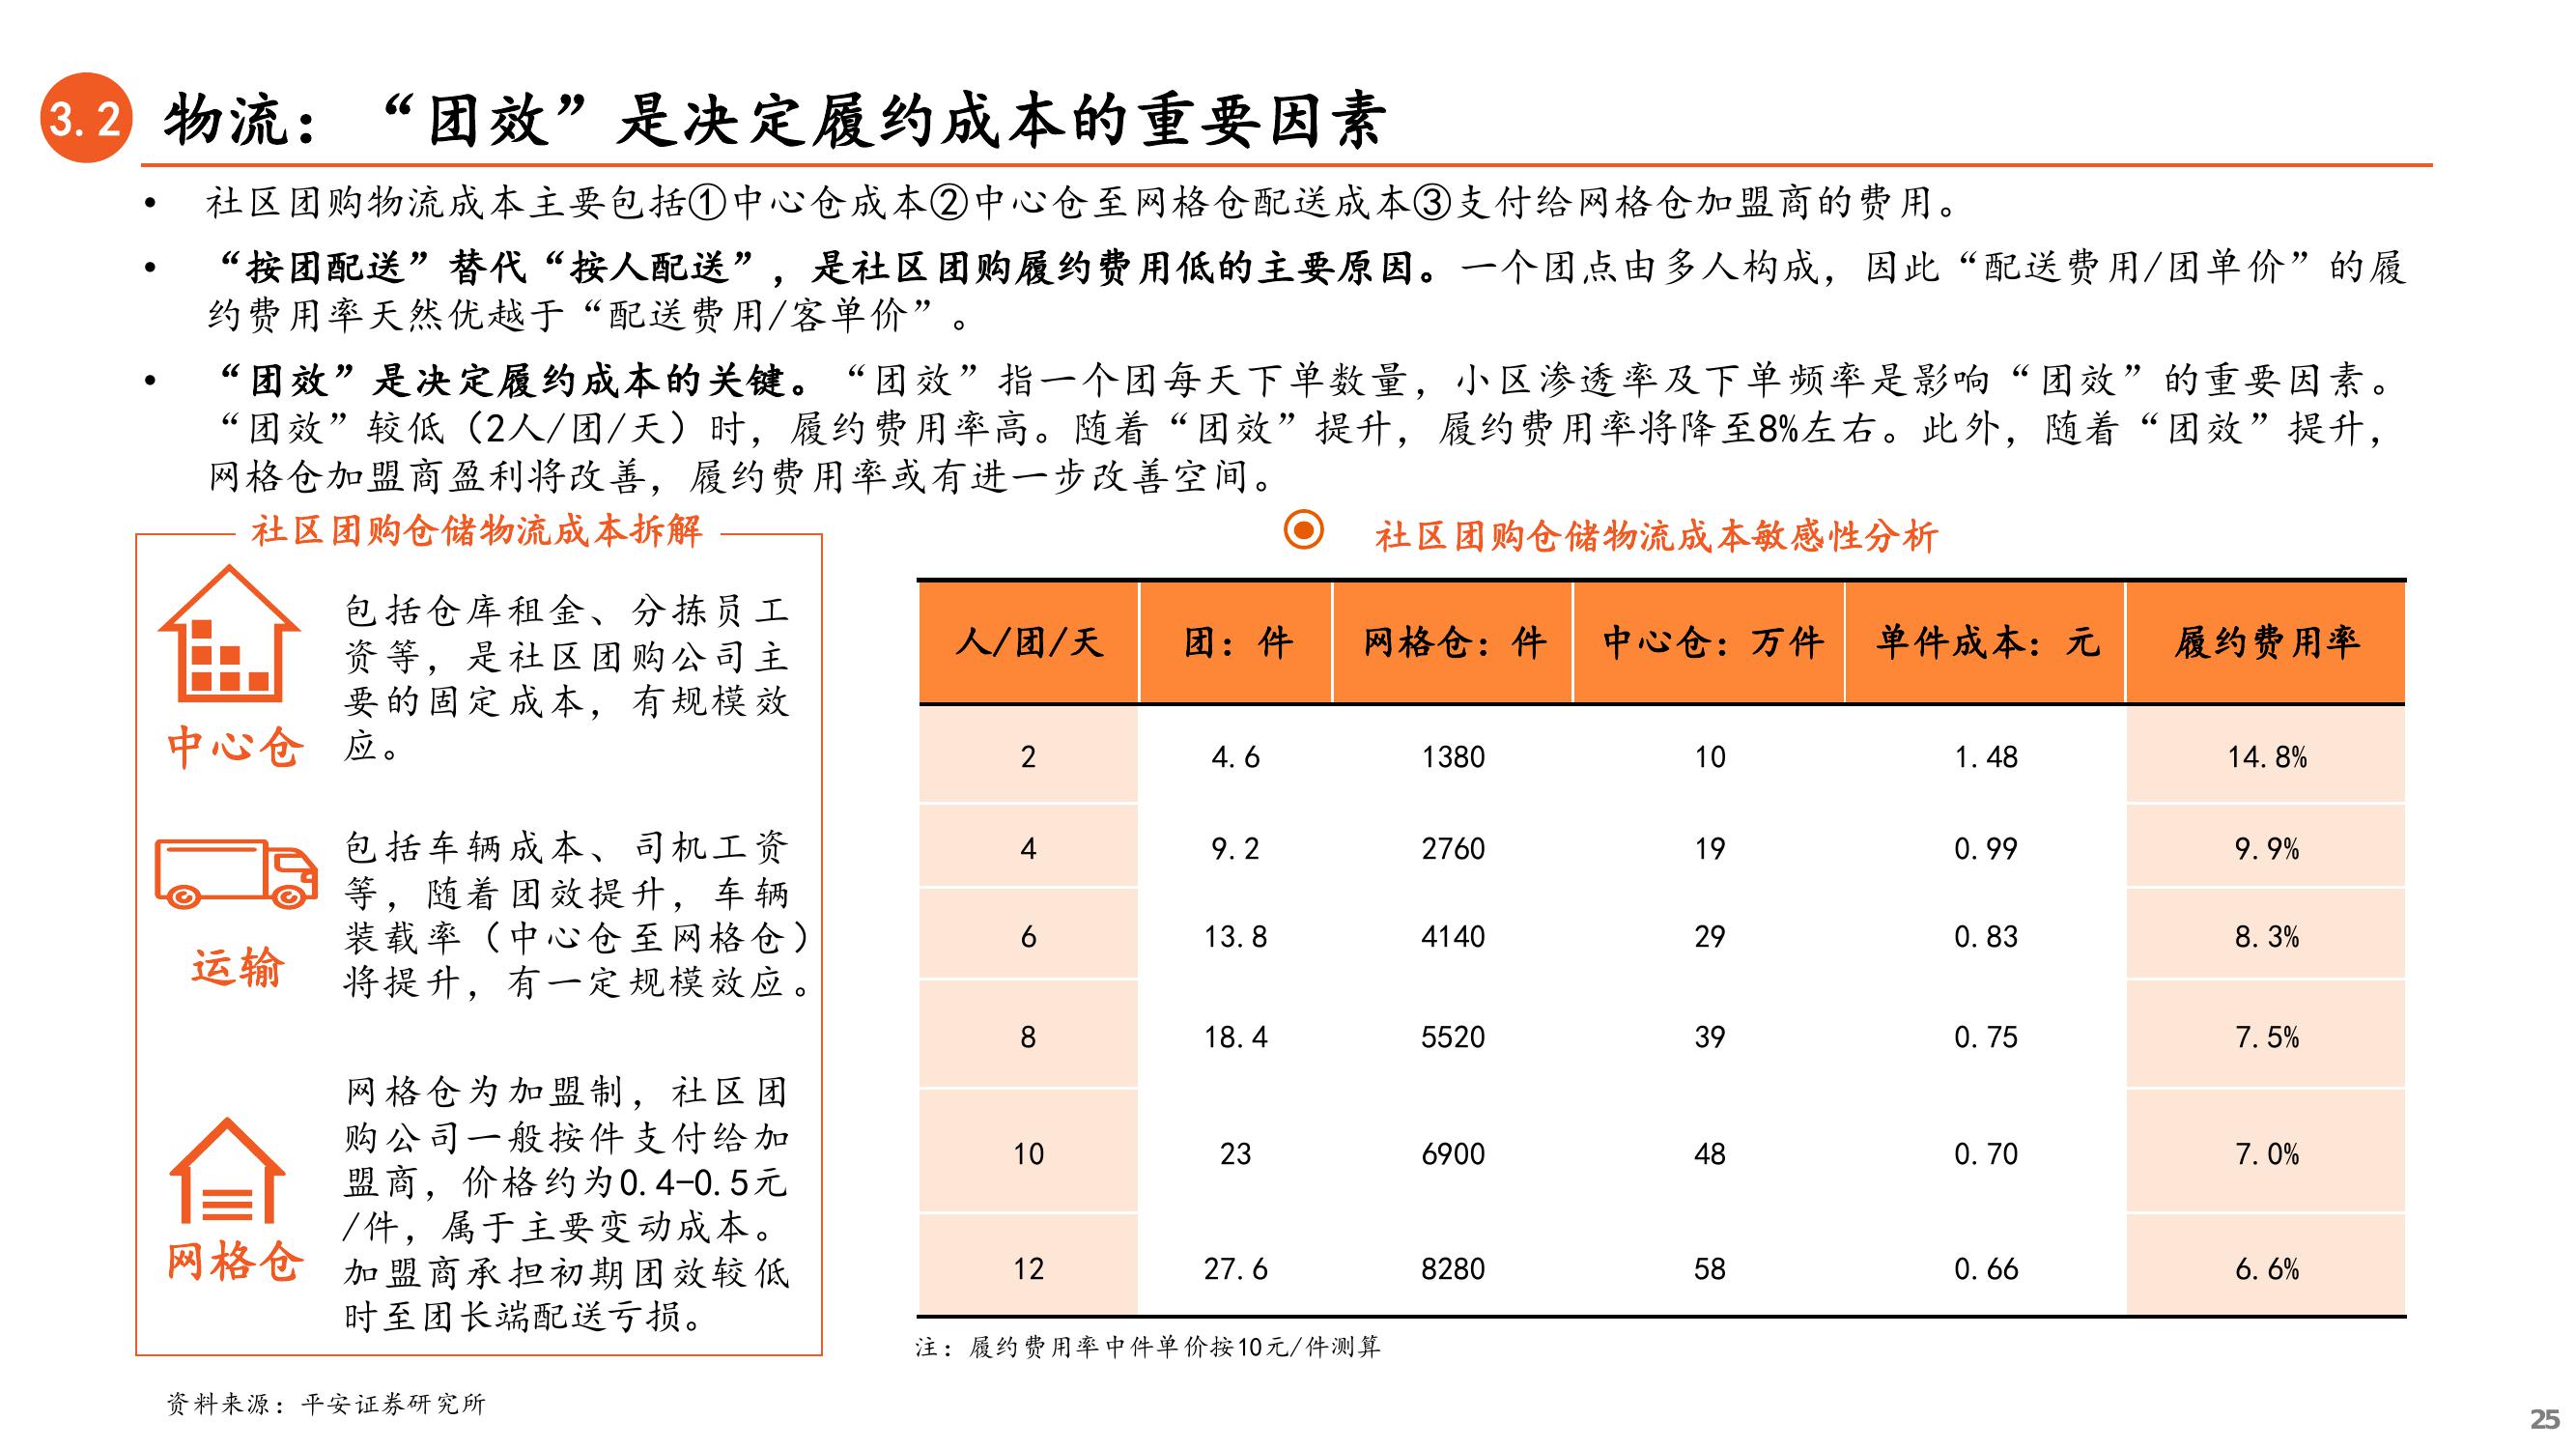 3.2 物流：“团效”是决定履约成本的重要因素
• 社区团购物流成本主要包括①中心仓成本②中心仓至网格仓配送成本③支付给网格仓加盟商的费用。
• “按团配送”替代“按人配送”，是社区团购履约费用低的主要原因。一个团点由多人构成，因此“配送费用/团单价”的履
约费用率天然优越于“配送费用/客单价”。
• “团效”是决定履约成本的关键。“团效”指一个团每天下单数量，小区渗透率及下单频率是影响“团效”的重要因素。
“团效”较低（2人/团/天）时，履约费用率高。随着“团效”提升，履约费用率将降至8%左右。此外，随着“团效”提升，
网格仓加盟商盈利将改善，履约费用率或有进一步改善空间。
社区团购仓储物流成本拆解
中心仓
包括仓库租金、分拣员工
资等，是社区团购公司主
要的固定成本，有规模效
应。
运输
包括车辆成本、司机工资
等，随着团效提升，车辆
装载率（中心仓至网格仓）
将提升，有一定规模效应。
网格仓
网格仓为加盟制，社区团
购公司一般按件支付给加
盟商，价格约为0.4-0.5元
/件，属于主要变动成本。
加盟商承担初期团效较低
时至团长端配送亏损。
社区团购仓储物流成本敏感性分析
人/团/天 团：件 网格仓：件 中心仓：万件 单件成本：元 履约费用率
2 4.6 1380 10 1.48 14.8%
4 9.2 2760 19 0.99 9.9%
6 13.8 4140 29 0.83 8.3%
8 18.4 5520 39 0.75 7.5%
10 23 6900 48 0.70 7.0%
12 27.6 8280 58 0.66 6.6%
注：履约费用率中件单价按10元/件测算
资料来源：平安证券研究所
25